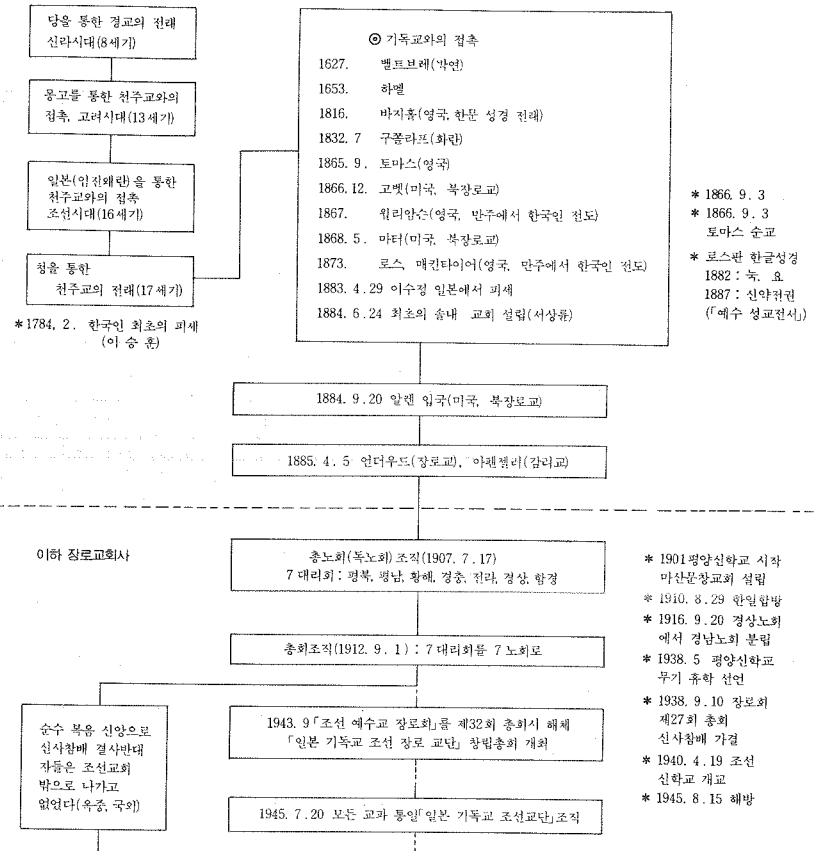 당을 통한 경교의 전래
신라시대(8세기)
몽고를 통한 천주교와의
접촉, 고려시대(13세기)
일본(임진왜란)을 통한
천주교와의 접촉
조선시대(16세기)
청을 통한
천주교의 전래(17세기)
*1784. 2. 한국인 최초의 피세
(이 승 훈)
◎ 기독교와의 접촉
1627. 벨트브레(박연)
1653. 하멜
1816. 바지홀(영국, 한문 성경 전래)
1832. 7 구쯜라프(화란)
1865. 9. 토마스(영국)
1866. 12. 고벳(미국, 북장로교)
1867. 윌리암슨(영국, 만주에서 한국인 전도)
1868. 5. 마터(미국, 북장로교)
1873. 로스, 매킨타이어(영국, 만주에서 한국인 전도)
1883. 4. 29 이수정 일본에서 피세
1884. 6. 24 최초의 솔내 교회 설립(서상륜)
* 1866. 9. 3
* 1866. 9. 3
토마스 순교
* 로스판 한글성경
1882 : 눅, 요
1887 : 신약전권
(「예수 성교전서」)
1884. 9. 20 알렌 입국(미국, 북장로교)
1885. 4. 5 언더우드(장로교), 아펜젤러(감리교)
이하 장로교회사
총노회(독노회) 조직(1907. 7. 17)
7 대리회 : 평북, 평남, 황해, 경충, 전라, 경상, 함경
총회조직(1912. 9. 1) : 7 대리회를 7 노회로
순수 복음 신앙으로
신사참배 결사반대
자들은 조선교회
밖으로 나가고
없었다(옥중, 국외)
1943. 9 「조선 예수교 장로회」를 제32회 총회시 해체
「일본 기독교 조선 장로 교단」 창립총회 개최
1945. 7. 20 모든 교파 통일「일본 기독교 조선교단」조직
* 1901 평양신학교 시작
마산문창교회 설립
* 1910. 8. 29 한일합방
* 1916. 9. 20 경상노회
에서 경남노회 분립
* 1938. 5 평양신학교
무기 휴학 선언
* 1938. 9. 10 장로회
제27회 총회
신사참배 가결
* 1940. 4. 19 조선
신학교 개교
* 1945. 8. 15 해방